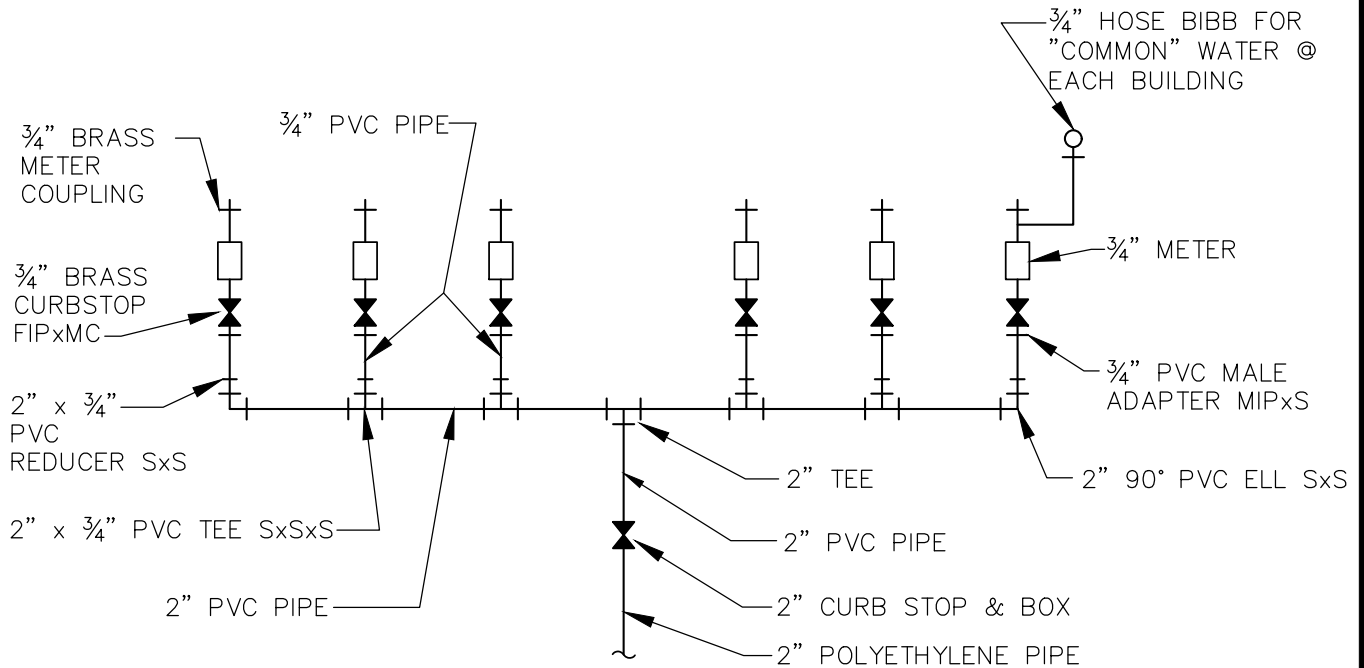 ¾” HOSE BIBB FOR
”COMMON” WATER @
EACH BUILDING
¾” PVC PIPE
¾” BRASS
METER
COUPLING
¾” METER
¾” BRASS
CURBSTOP
FIPxMC
¾” PVC MALE
ADAPTER MIPxS
2” x ¾”
PVC
REDUCER SxS
2” TEE
2” 90° PVC ELL SxS
2” x ¾” PVC TEE SxSxS
2” PVC PIPE
2” PVC PIPE
2” CURB STOP & BOX
2” POLYETHYLENE PIPE